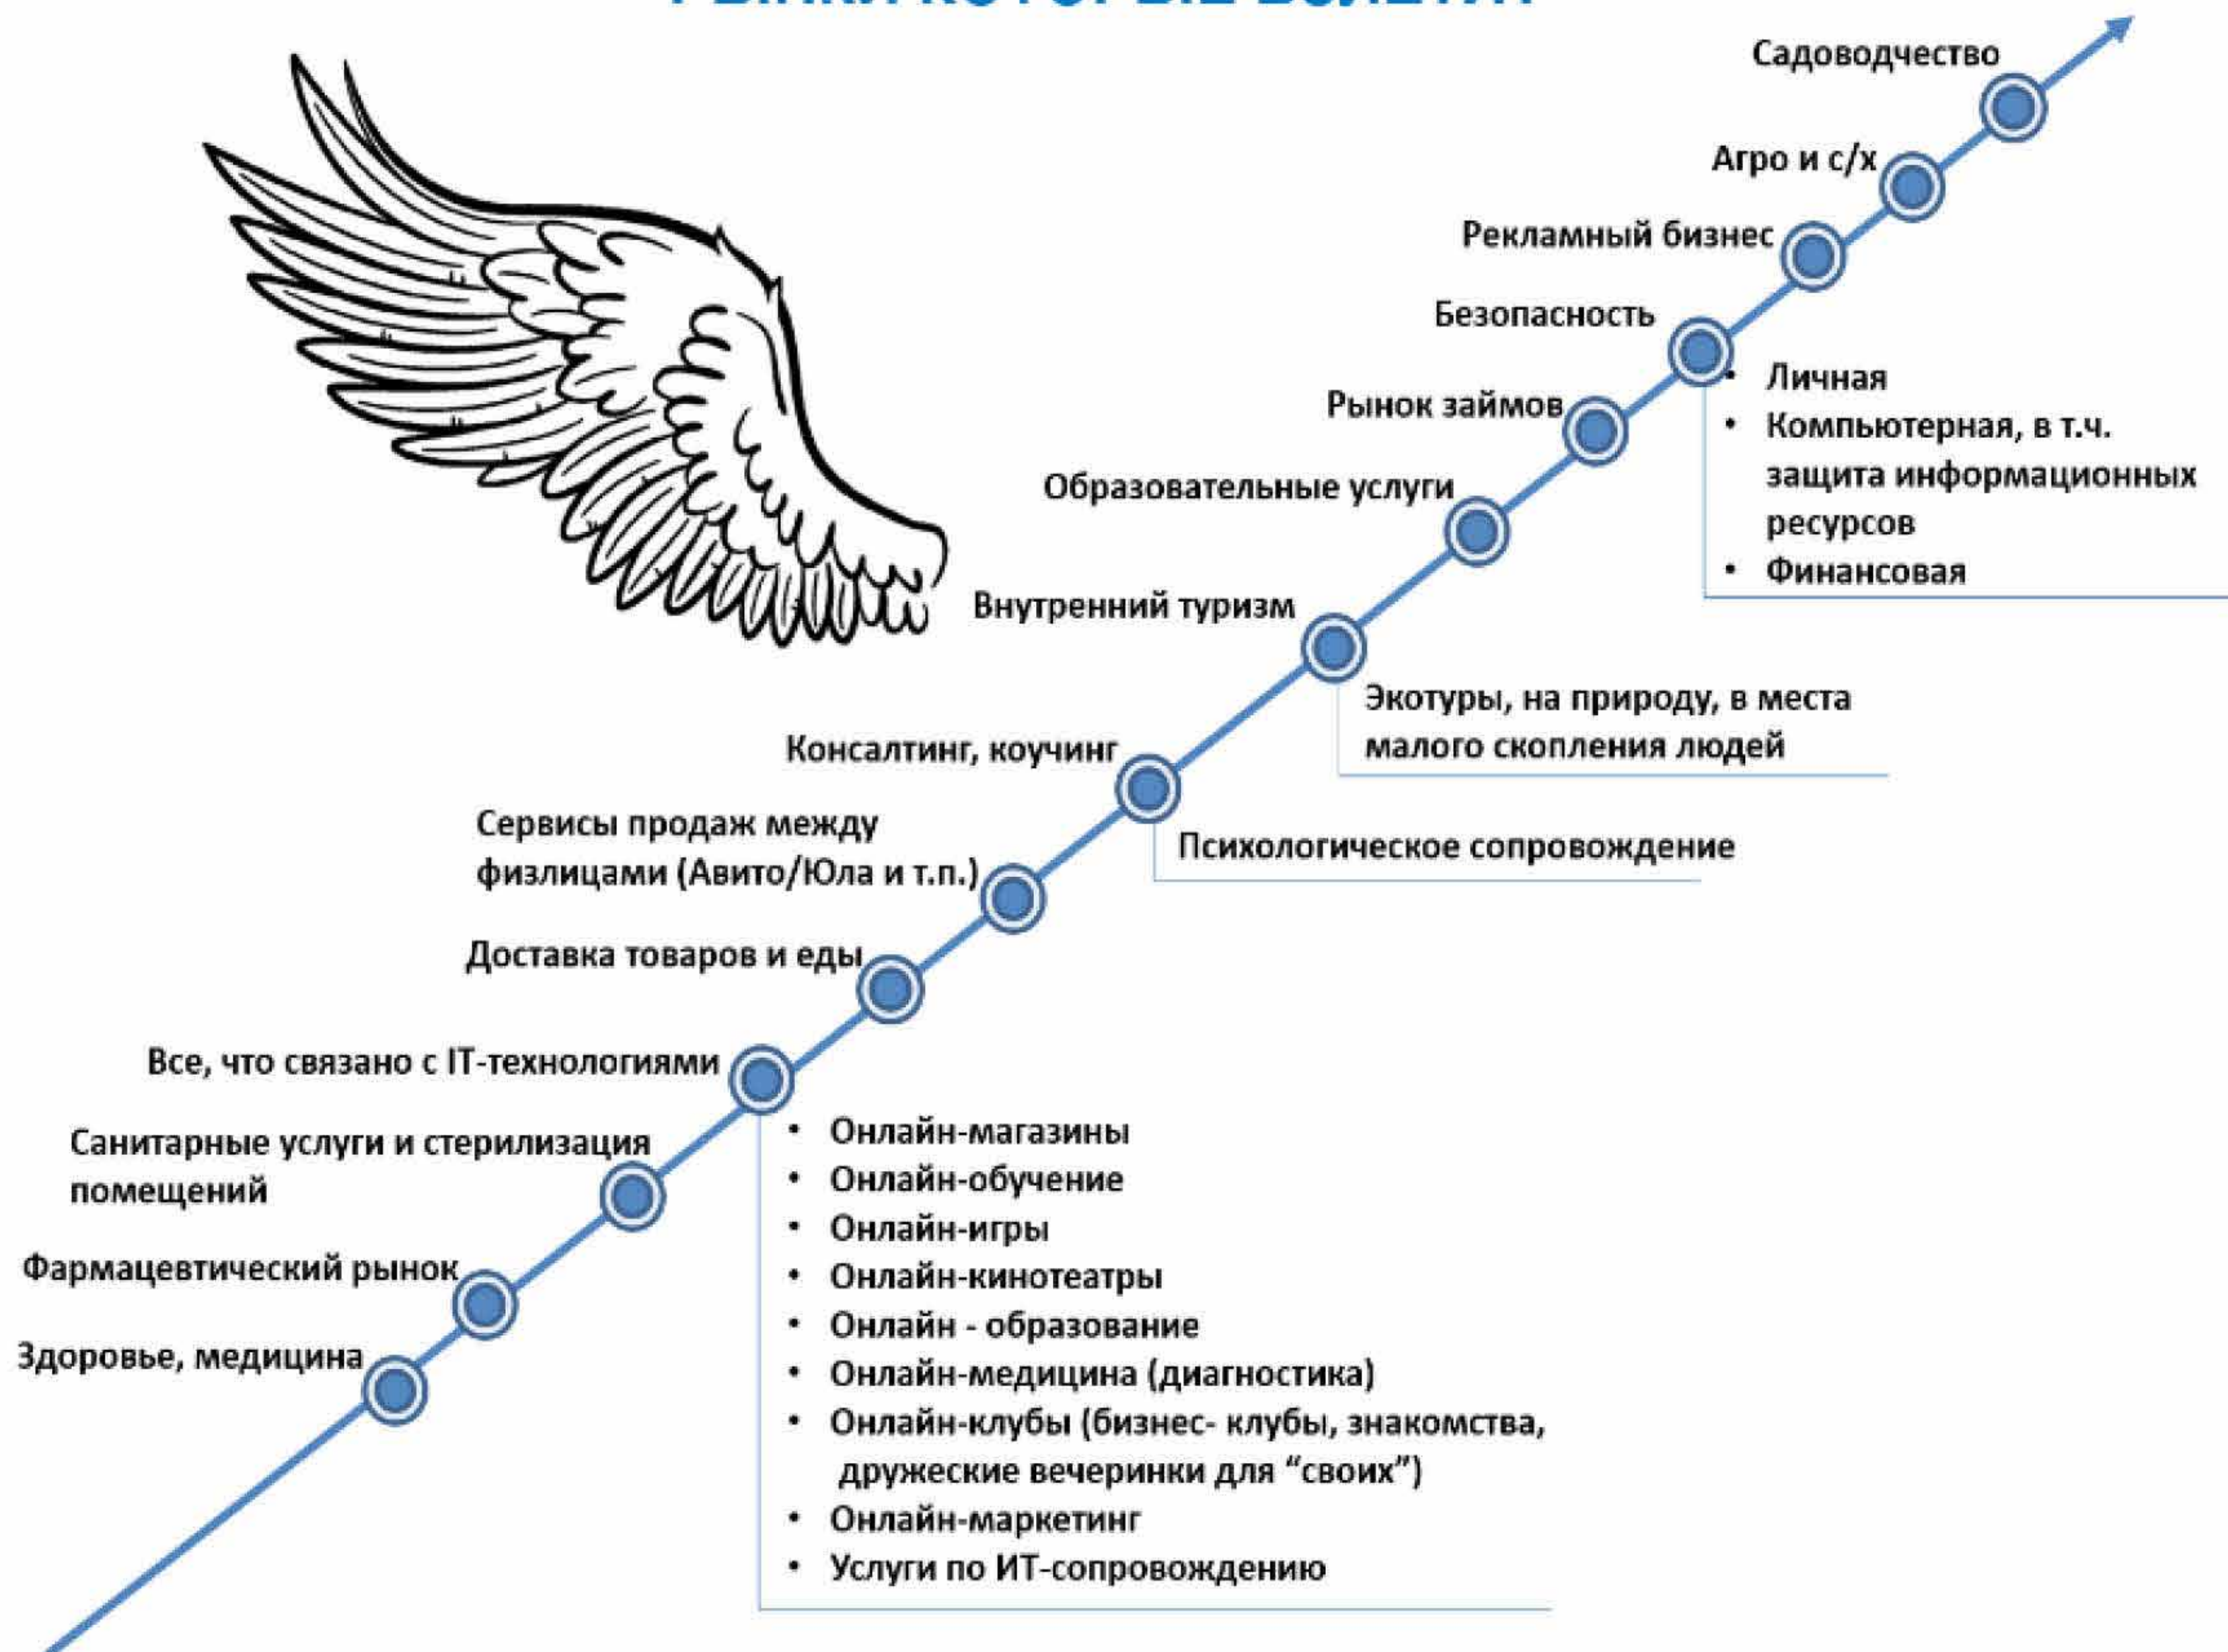 РЫНКИ КОТОРЫЕ ВЗЛЕТЯТ
Садоводчество
Агро и с/х
Рекламный бизнес
Безопасность
• Личная
• Компьютерная, в т.ч.
защита информационных
ресурсов
• Финансовая
Рынок займов
Образовательные услуги
Внутренний туризм
Экотуры, на природу, в места
малого скопления людей
Консалтинг, коучинг
Психологическое сопровождение
Сервисы продаж между
физлицами (Авито/Юла и т.п.)
Доставка товаров и еды
Все, что связано с IT-технологиями
• Онлайн-магазины
• Онлайн-обучение
• Онлайн-игры
• Онлайн-кинотеатры
• Онлайн - образование
• Онлайн-медицина (диагностика)
• Онлайн-клубы (бизнес- клубы, знакомства,
дружеские вечеринки для “своих”)
• Онлайн-маркетинг
• Услуги по ИТ-сопровождению
Санитарные услуги и стерилизация
помещений
Фармацевтический рынок
Здоровье, медицина